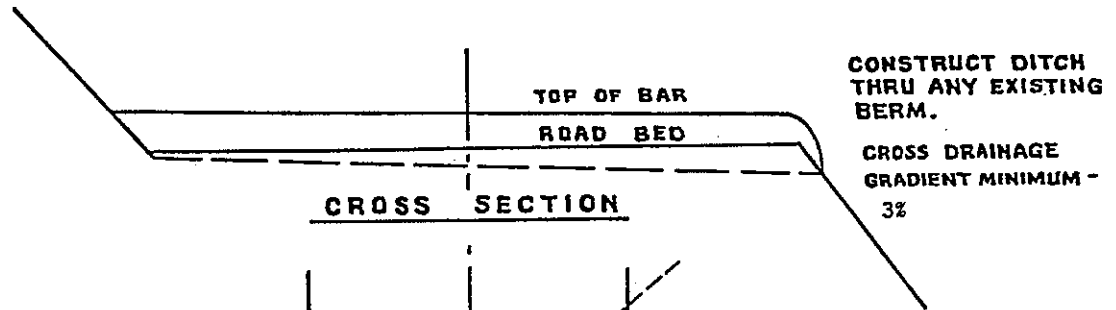 CONSTRUCT DITCH
THRU ANY EXISTING
BERM.
TOP OF BAR
ROAD BED
CROSS DRAINAGE
GRADIENT MINIMUM -
3%
CROSS SECTION